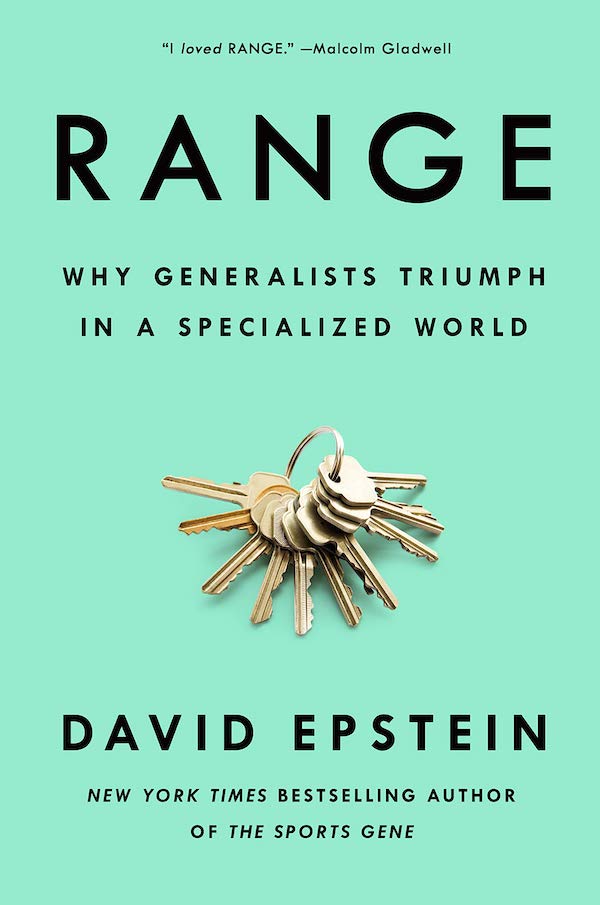 “I loved RANGE.” —Malcolm Gladwell
RANGE
WHY GENERALISTS TRIUMPH
IN A SPECIALIZED WORLD
DAVID EPSTEIN
NEW YORK TIMES BESTSELLING AUTHOR
OF THE SPORTS GENE